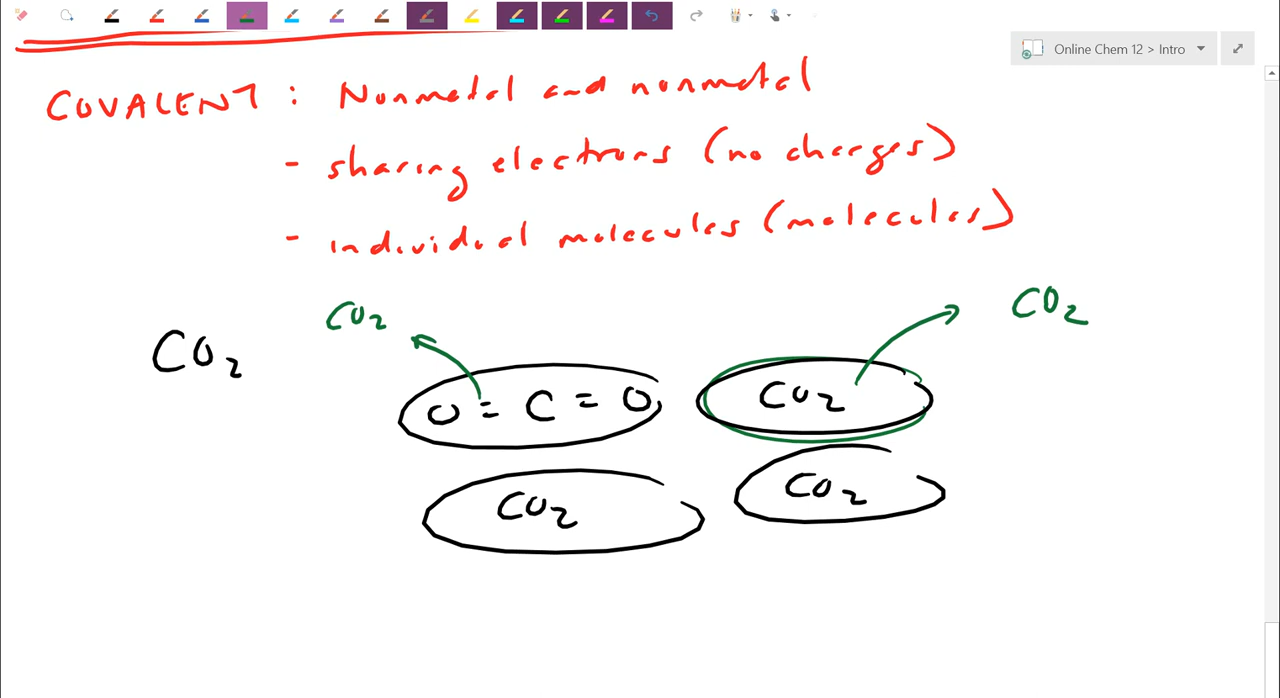 Online Chem 12 > Intro
COVALENT : Nonmetal and nonmetal
- sharing electrons (no charges)
- individual molecules (molecules)
CO₂
CO₂
CO₂
O = C = O
CO₂
CO₂
CO₂